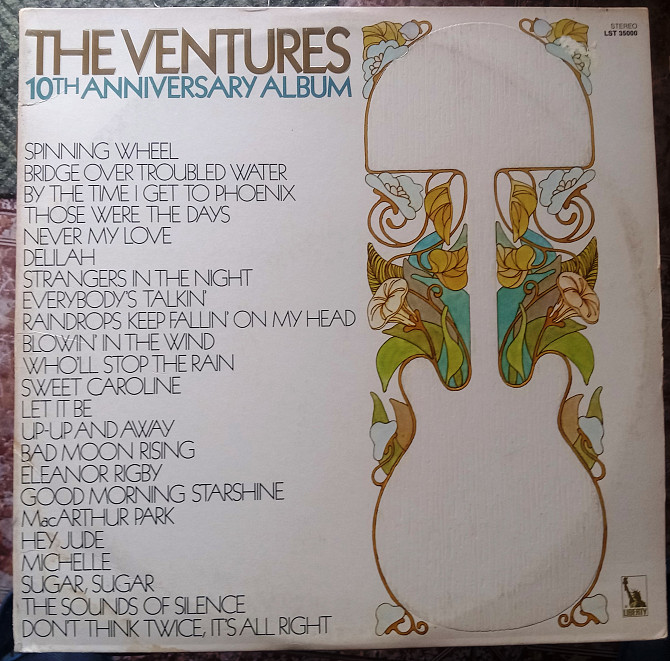 THE VENTURES
10TH ANNIVERSARY ALBUM
STEREO
LST 35000
SPINNING WHEEL
BRIDGE OVER TROUBLED WATER
BY THE TIME I GET TO PHOENIX
THOSE WERE THE DAYS
NEVER MY LOVE
DELILAH
STRANGERS IN THE NIGHT
EVERYBODY'S TALKIN'
RAINDROPS KEEP FALLIN' ON MY HEAD
BLOWIN' IN THE WIND
WHO'LL STOP THE RAIN
SWEET CAROLINE
LET IT BE
UP-UP AND AWAY
BAD MOON RISING
ELEANOR RIGBY
GOOD MORNING STARSHINE
MacARTHUR PARK
HEY JUDE
MICHELLE
SUGAR, SUGAR
THE SOUNDS OF SILENCE
DON'T THINK TWICE, IT'S ALL RIGHT
LIBERTY